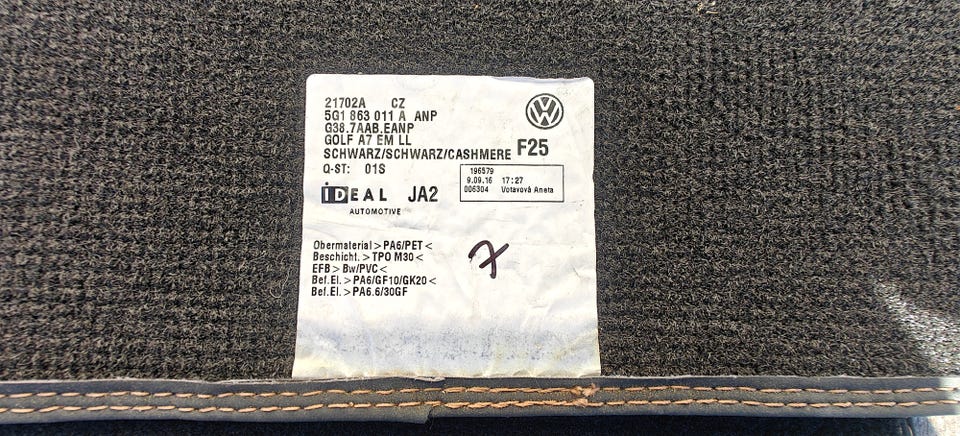 21702A CZ
5G1 863 011 A ANP
G38.7AAB.EANP
GOLF A7 EM LL
SCHWARZ/SCHWARZ/CASHMERE F25
Q-ST: 01S
196579
9.09.16 17:27
006304 Votavová Aneta
IDEAL JA2
AUTOMOTIVE
Obermaterial >PA6/PET<
Beschicht. >TPO M30<
EFB >Bw/PVC<
Bef.El. >PA6/GF10/GK20<
Bef.El. >PA6.6/30GF
7